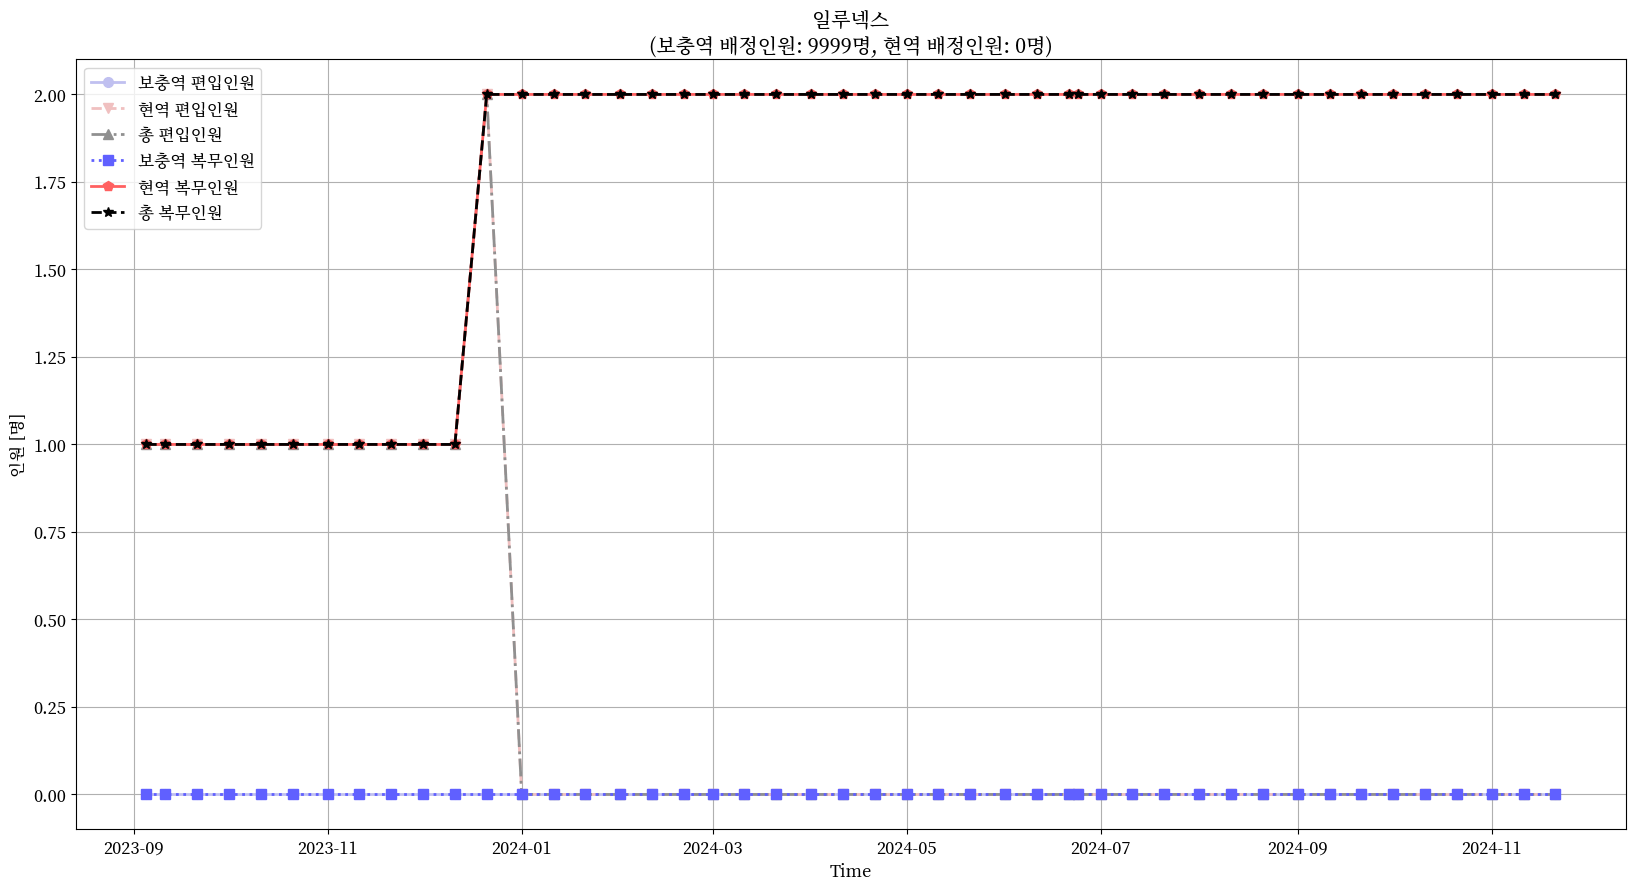 일루넥스
(보충역 배정인원: 9999명, 현역 배정인원: 0명)
보충역 편입인원
현역 편입인원
총 편입인원
보충역 복무인원
현역 복무인원
총 복무인원
인원 [명]
2.00
1.75
1.50
1.25
1.00
0.75
0.50
0.25
0.00
2023-09
2023-11
2024-01
2024-03
2024-05
2024-07
2024-09
2024-11
Time